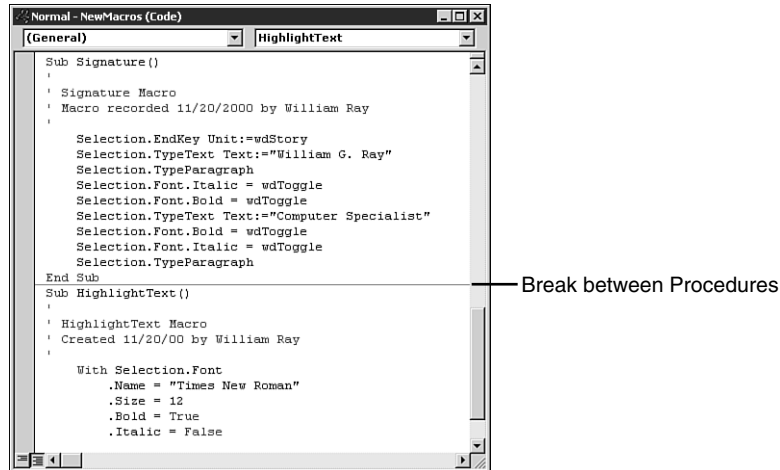 Normal - NewMacros (Code)
(General) HighlightText
Sub Signature()
'
' Signature Macro
' Macro recorded 11/20/2000 by William Ray
'
Selection.EndKey Unit:=wdStory
Selection.TypeText Text:="William G. Ray"
Selection.TypeParagraph
Selection.Font.Italic = wdToggle
Selection.Font.Bold = wdToggle
Selection.TypeText Text:="Computer Specialist"
Selection.Font.Bold = wdToggle
Selection.Font.Italic = wdToggle
Selection.TypeParagraph
End Sub
Break between Procedures
Sub HighlightText()
'
' HighlightText Macro
' Created 11/20/00 by William Ray
'
With Selection.Font
.Name = "Times New Roman"
.Size = 12
.Bold = True
.Italic = False